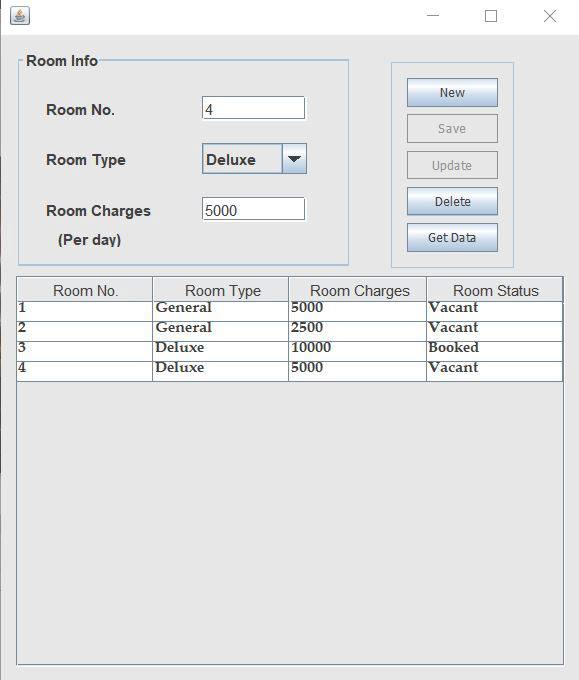 Room Info
Room No. 4
Room Type Deluxe
Room Charges 5000
(Per day)
New
Save
Update
Delete
Get Data
Room No. Room Type Room Charges Room Status
1 General 5000 Vacant
2 General 2500 Vacant
3 Deluxe 10000 Booked
4 Deluxe 5000 Vacant